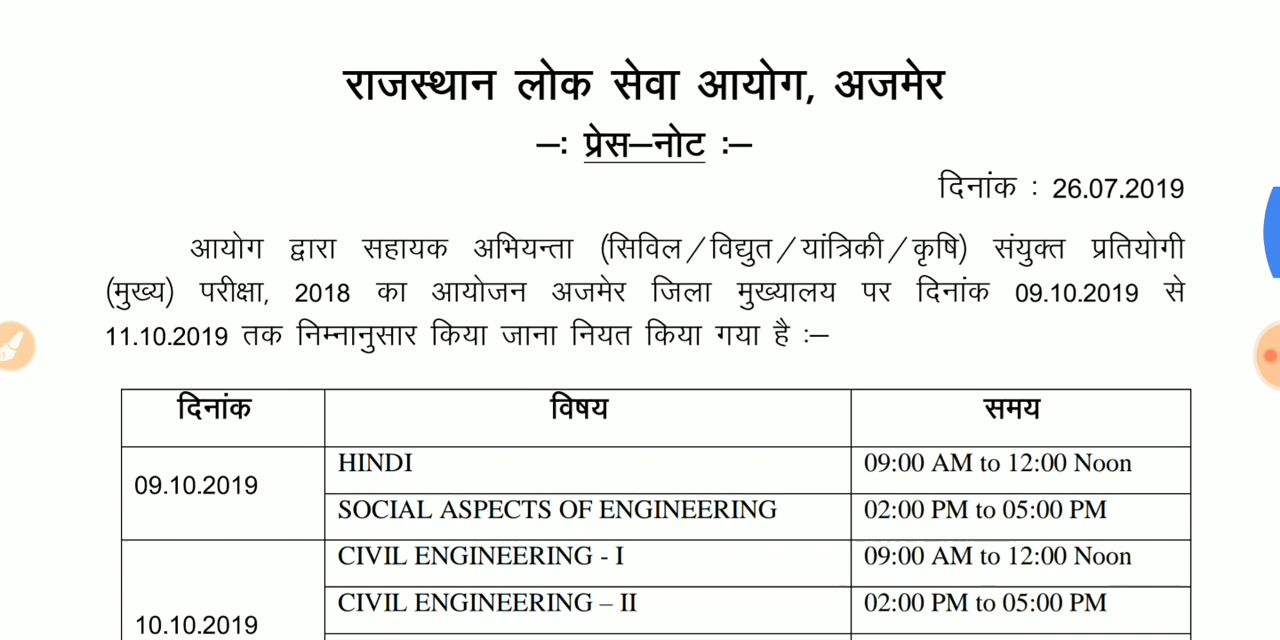 राजस्थान लोक सेवा आयोग, अजमेर
–: प्रेस–नोट :–
दिनांक : 26.07.2019
आयोग द्वारा सहायक अभियन्ता (सिविल/विद्युत/यांत्रिकी/कृषि) संयुक्त प्रतियोगी
(मुख्य) परीक्षा, 2018 का आयोजन अजमेर जिला मुख्यालय पर दिनांक 09.10.2019 से
11.10.2019 तक निम्नानुसार किया जाना नियत किया गया है :–
दिनांक विषय समय
HINDI 09:00 AM to 12:00 Noon
09.10.2019
SOCIAL ASPECTS OF ENGINEERING 02:00 PM to 05:00 PM
CIVIL ENGINEERING - I 09:00 AM to 12:00 Noon
CIVIL ENGINEERING – II 02:00 PM to 05:00 PM
10.10.2019